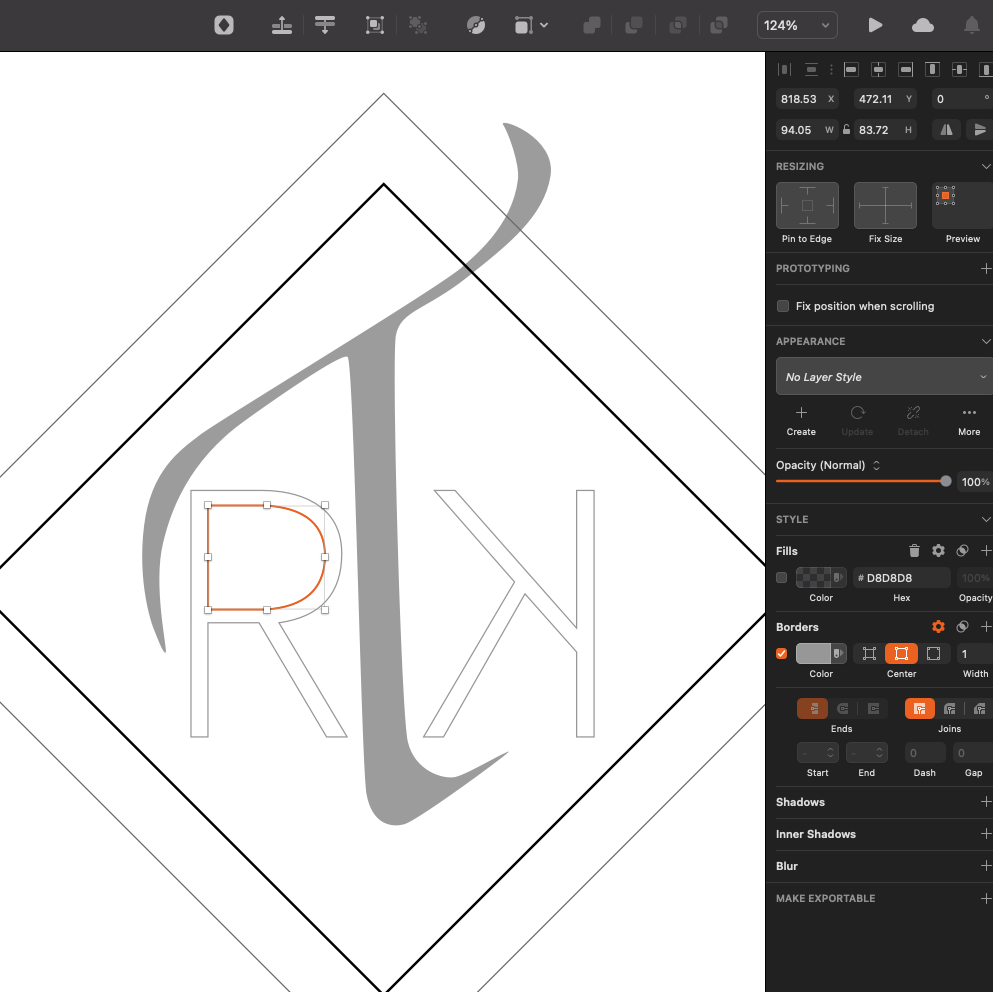 124%
818.53 X 472.11 Y 0 °
94.05 W 83.72 H
RESIZING
Pin to Edge Fix Size Preview
PROTOTYPING
Fix position when scrolling
APPEARANCE
No Layer Style
Create Update Detach More
Opacity (Normal)
100%
STYLE
Fills
# D8D8D8 100%
Color Hex Opacity
Borders
1
Color Center Width
Ends Joins
- - 0 0
Start End Dash Gap
Shadows
Inner Shadows
Blur
MAKE EXPORTABLE
R